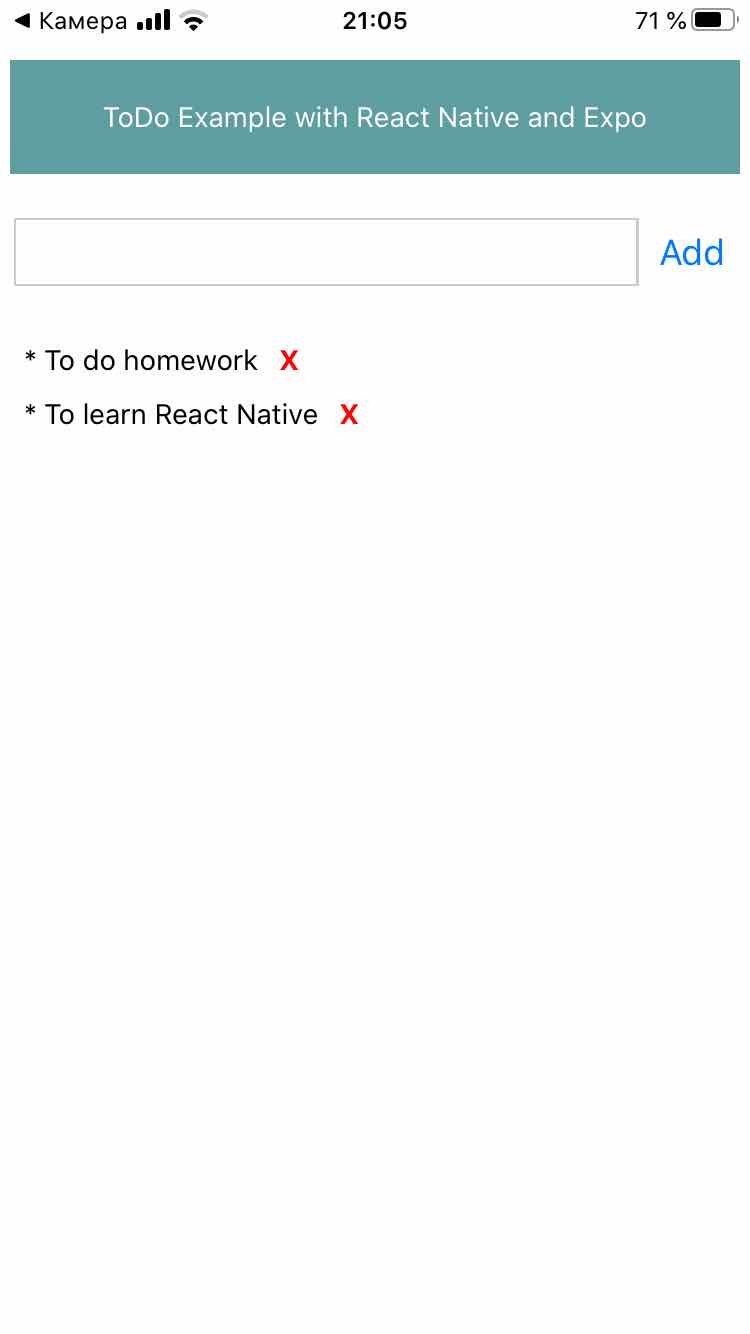 ◀ Камера 21:05 71 %
ToDo Example with React Native and Expo
Add
* To do homework X
* To learn React Native X